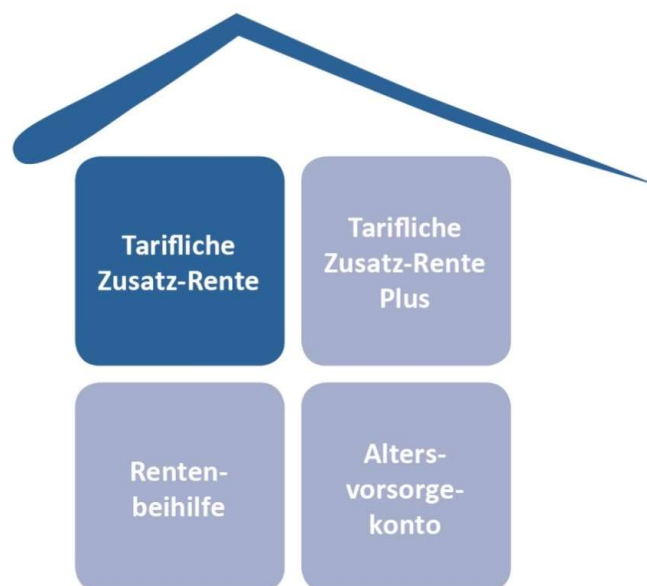 Tarifliche
Zusatz-Rente
Tarifliche
Zusatz-Rente
Plus
Renten-
beihilfe
Alters-
vorsorge-
konto